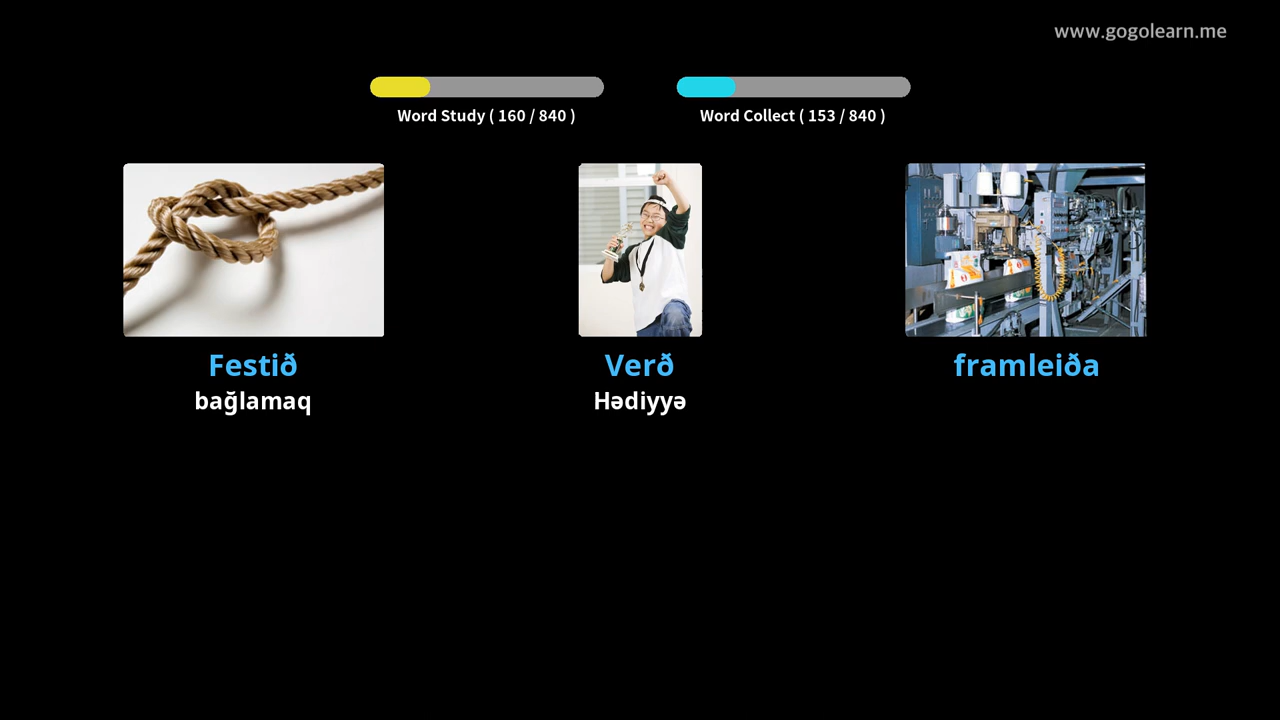 www.gogolearn.me
Word Study ( 160 / 840 )
Word Collect ( 153 / 840 )
Festið
bağlamaq
Verð
Hədiyyə
framleiða